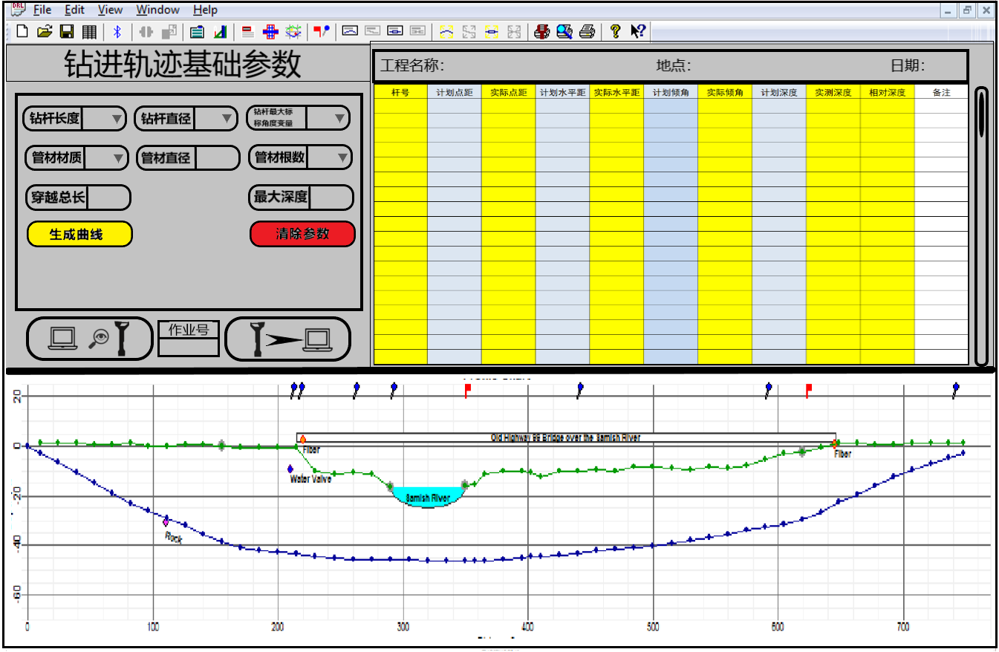 DRL File Edit View Window Help
钻进轨迹基础参数
工程名称: 地点: 日期:
杆号 计划点距 实际点距 计划水平距 实际水平距 计划倾角 实际倾角 计划深度 实测深度 相对深度 备注
钻杆长度 钻杆直径 钻杆最大标
称角度变量
管材材质 管材直径 管材根数
穿越总长 最大深度
生成曲线 清除参数
作业号
20
Old Highway 99 Bridge over the Samish River
0
Fiber Fiber
Water Valve
-20
Samish River
Rock
-40
-60
0 100 200 300 400 500 600 700